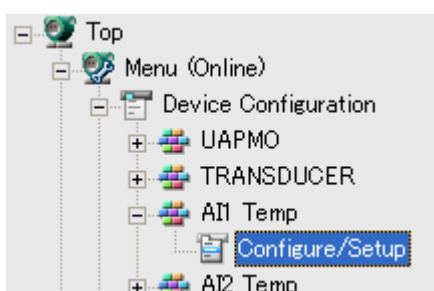 Top
Menu (Online)
Device Configuration
UAPMO
TRANSDUCER
AI1 Temp
Configure/Setup
AI2 Temp